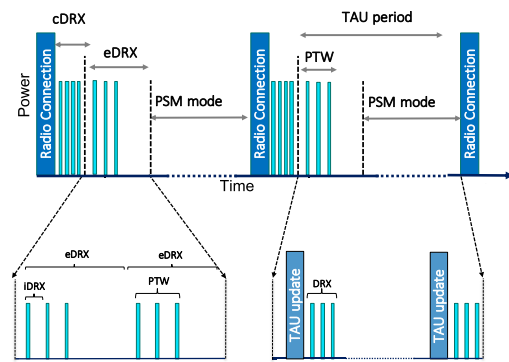 cDRX
eDRX
TAU period
PTW
Power
Radio Connection
PSM mode
Radio Connection
PSM mode
Radio Connection
Time
eDRX
eDRX
iDRX
PTW
TAU update
DRX
TAU update